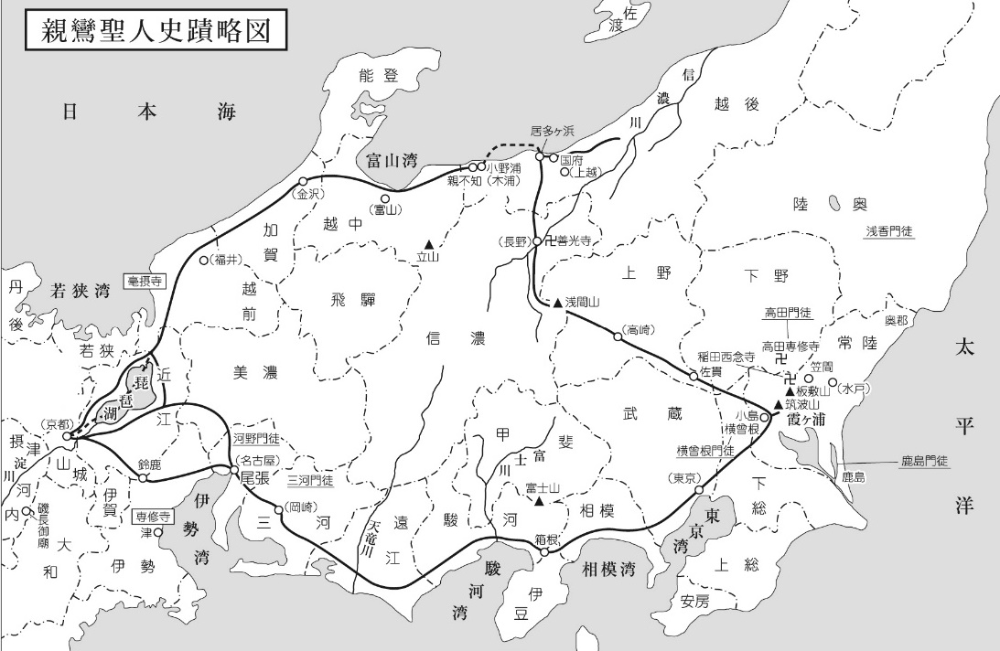 親鸞聖人史蹟略図
佐渡
能登
日本海
信濃川
越後
居多ヶ浜
富山湾
国府
(上越)
小野浦
(木浦)
親不知
(金沢)
(富山)
加賀
越中
陸奥
浅香門徒
(長野)
卍善光寺
立山
(福井)
毫摂寺
若狭湾
丹後
越前
飛騨
上野
下野
浅間山
高田門徒
奥郡
太平洋
信濃
(高崎)
高田専修寺
卍
常陸
若狭
美濃
稲田西念寺
佐貫
卍
笠間
(水戸)
板敷山
筑波山
近江
琵琶湖
武蔵
小島
横曽根
霞ヶ浦
(京都)
河野門徒
(名古屋)
甲斐
横曽根門徒
鹿島門徒
鹿島
摂津
淀川
山城
鈴鹿
尾張
三河門徒
富士川
(東京)
下総
河内
伊賀
専修寺
伊勢湾
(岡崎)
富士山
相模
東京湾
磯長御廟
津
三河
天竜川
遠江
駿河
箱根
大和
伊勢
駿河湾
相模湾
上総
伊豆
安房